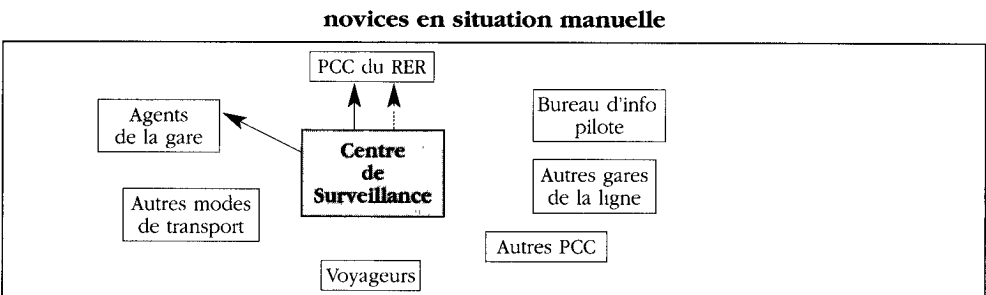 novices en situation manuelle
PCC du RER
Agents
de la gare
Bureau d'info
pilote
Centre
de
Surveillance
Autres gares
de la ligne
Autres modes
de transport
Autres PCC
Voyageurs